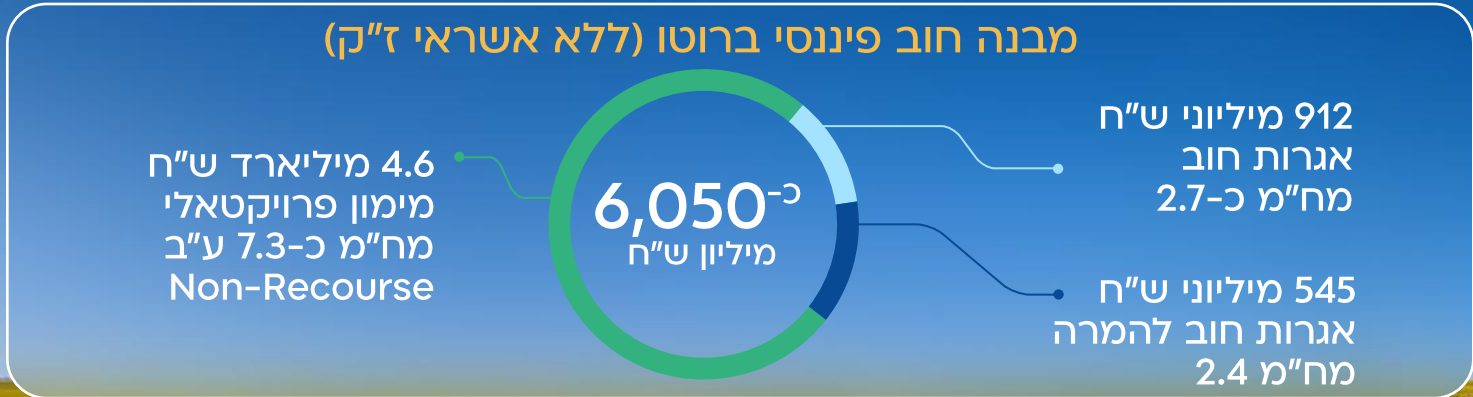 מבנה חוב פיננסי ברוטו (ללא אשראי ז"ק)
912 מיליוני ש"ח
אגרות חוב
מח"מ כ-2.7
545 מיליוני ש"ח
אגרות חוב להמרה
מח"מ 2.4
כ-6,050
מיליון ש"ח
4.6 מיליארד ש"ח
מימון פרויקטאלי
מח"מ כ-7.3 ע"ב
Non-Recourse